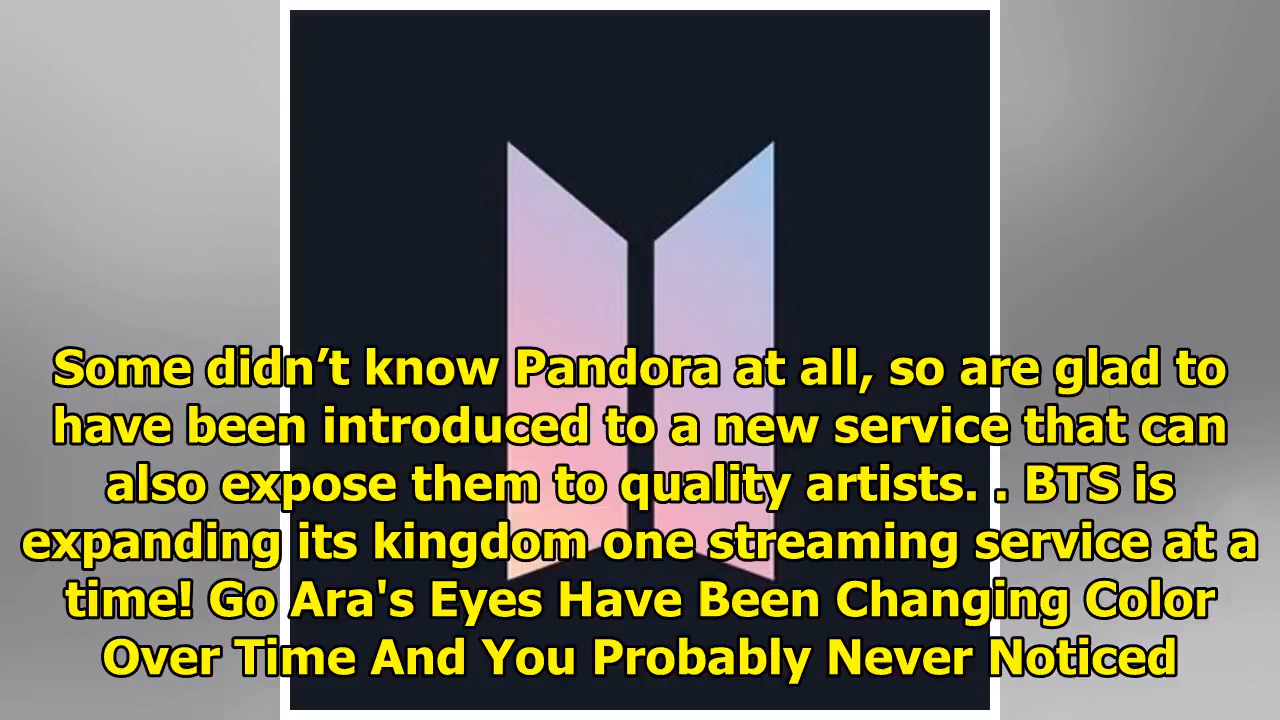 Some didn’t know Pandora at all, so are glad to
have been introduced to a new service that can
also expose them to quality artists. . BTS is
expanding its kingdom one streaming service at a
time! Go Ara's Eyes Have Been Changing Color
Over Time And You Probably Never Noticed